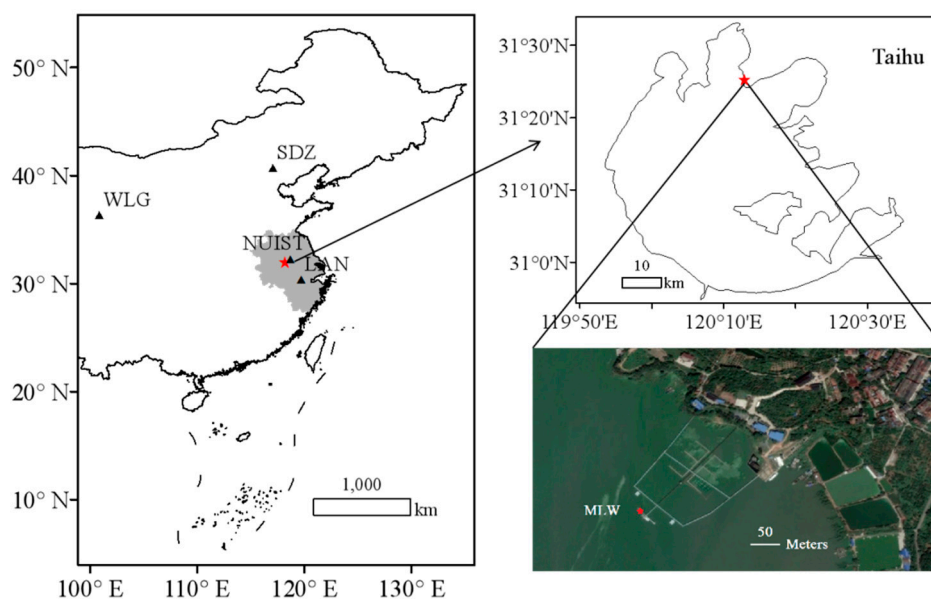 50° N
40° N
30° N
20° N
10° N
100° E
110° E
120° E
130° E
SDZ
WLG
NUIST
LAN
1,000
km
Taihu
31°30'N
31°20'N
31°10'N
31°0'N
10
km
119°50'E
120°10'E
120°30'E
MLW
50
Meters